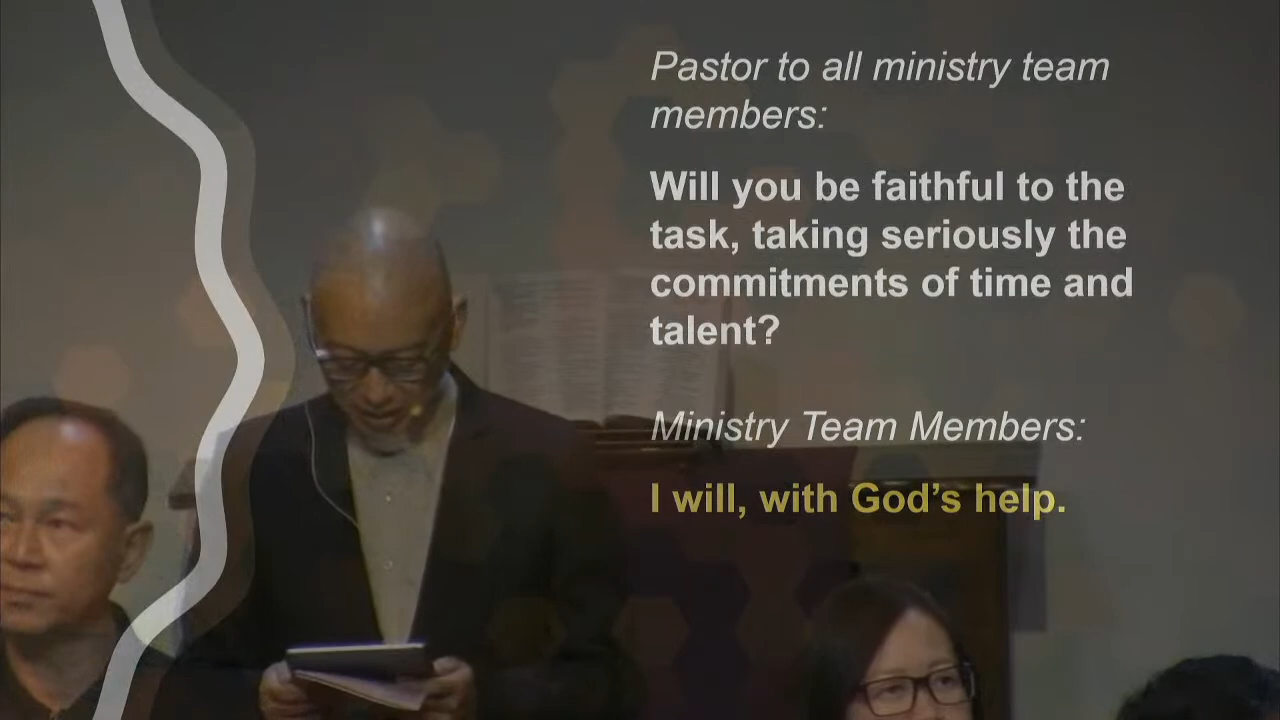 Pastor to all ministry team
members:
Will you be faithful to the
task, taking seriously the
commitments of time and
talent?
Ministry Team Members:
I will, with God’s help.